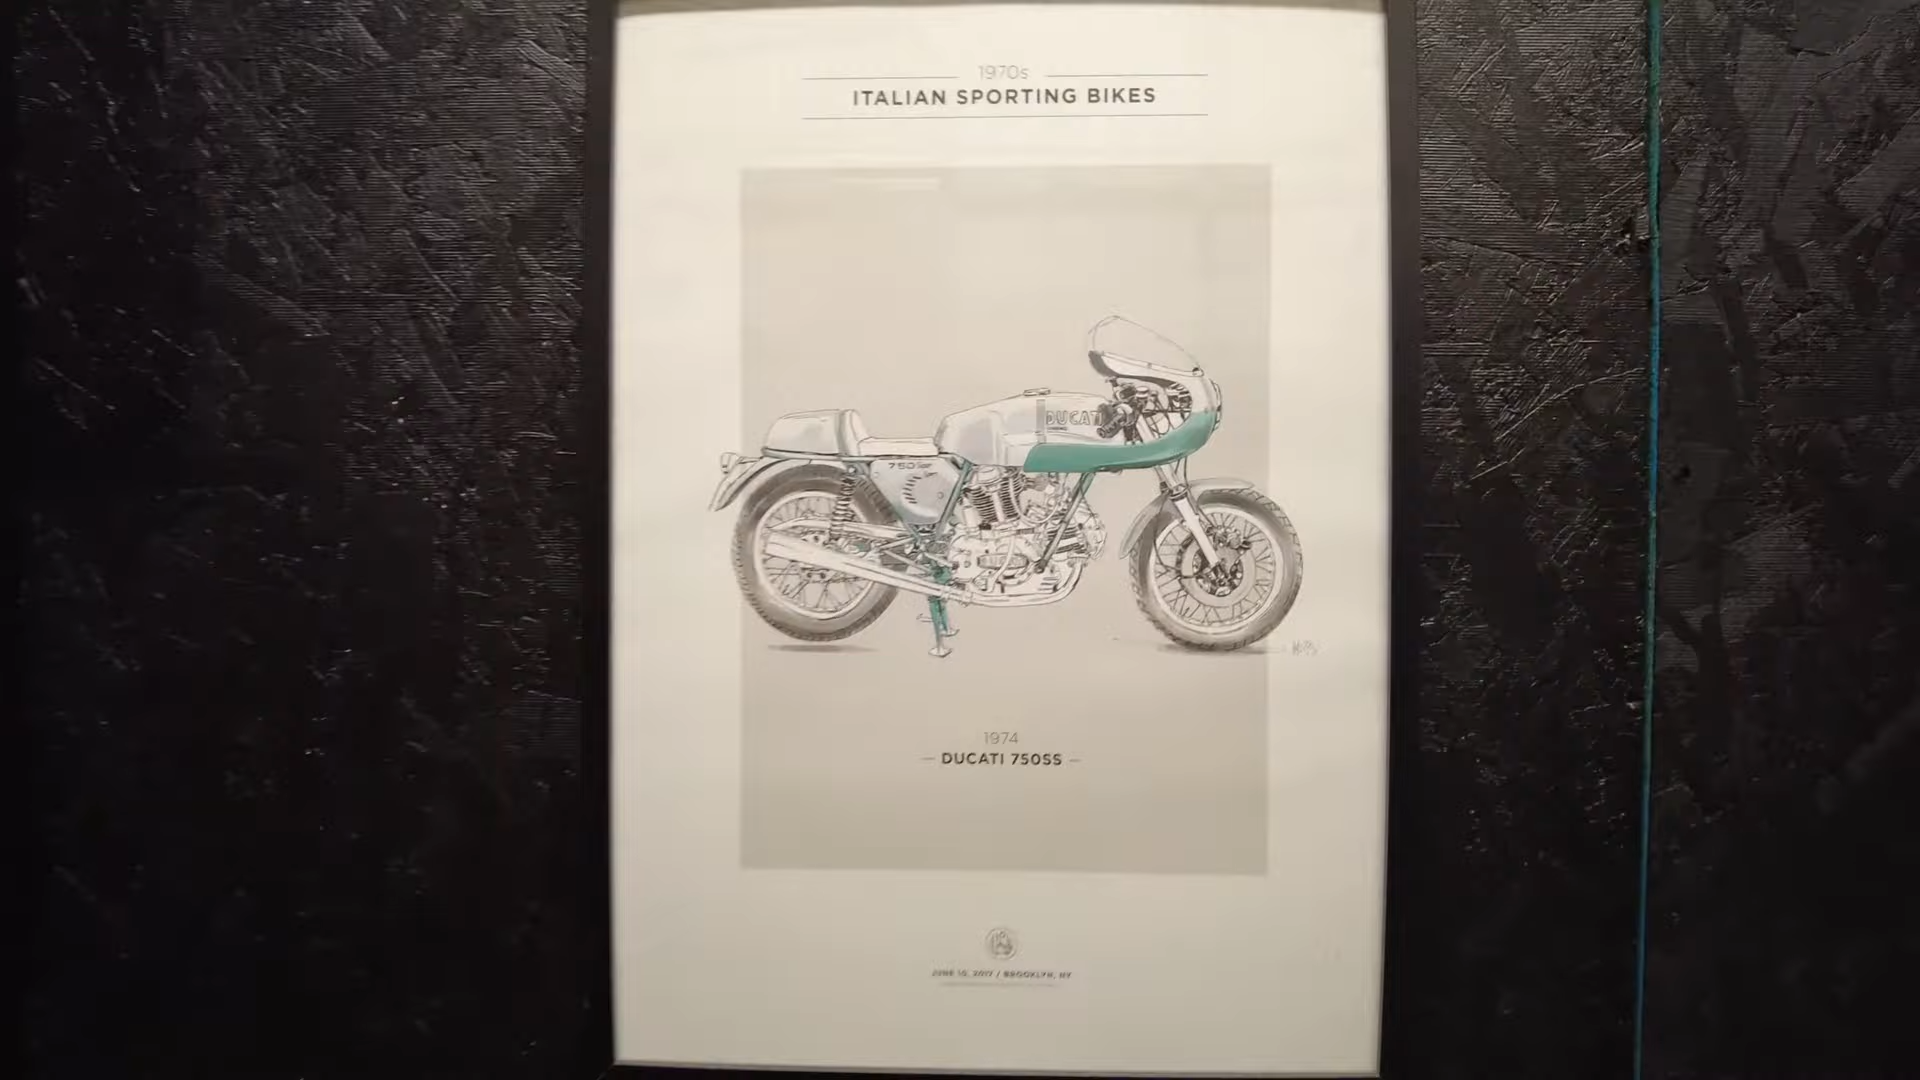 1970s
ITALIAN SPORTING BIKES
DUCATI
750
1974
– DUCATI 750SS –
JUNE 10, 2017 / BROOKLYN, NY